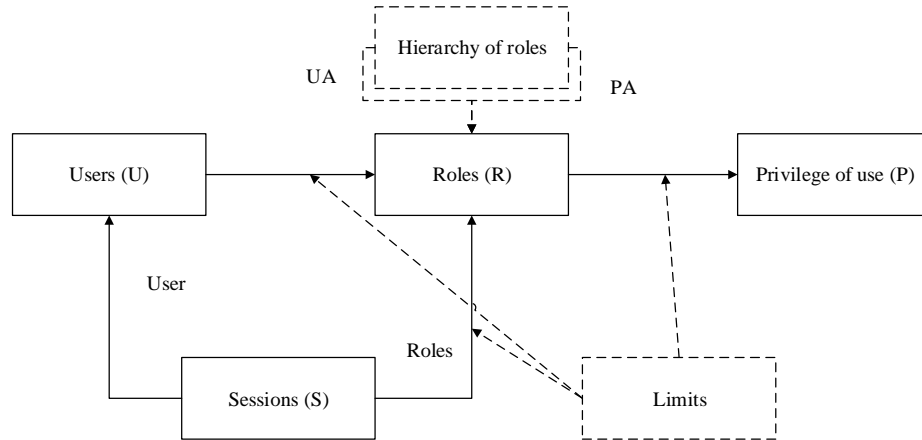 Hierarchy of roles
UA
PA
Users (U)
Roles (R)
Privilege of use (P)
User
Roles
Sessions (S)
Limits